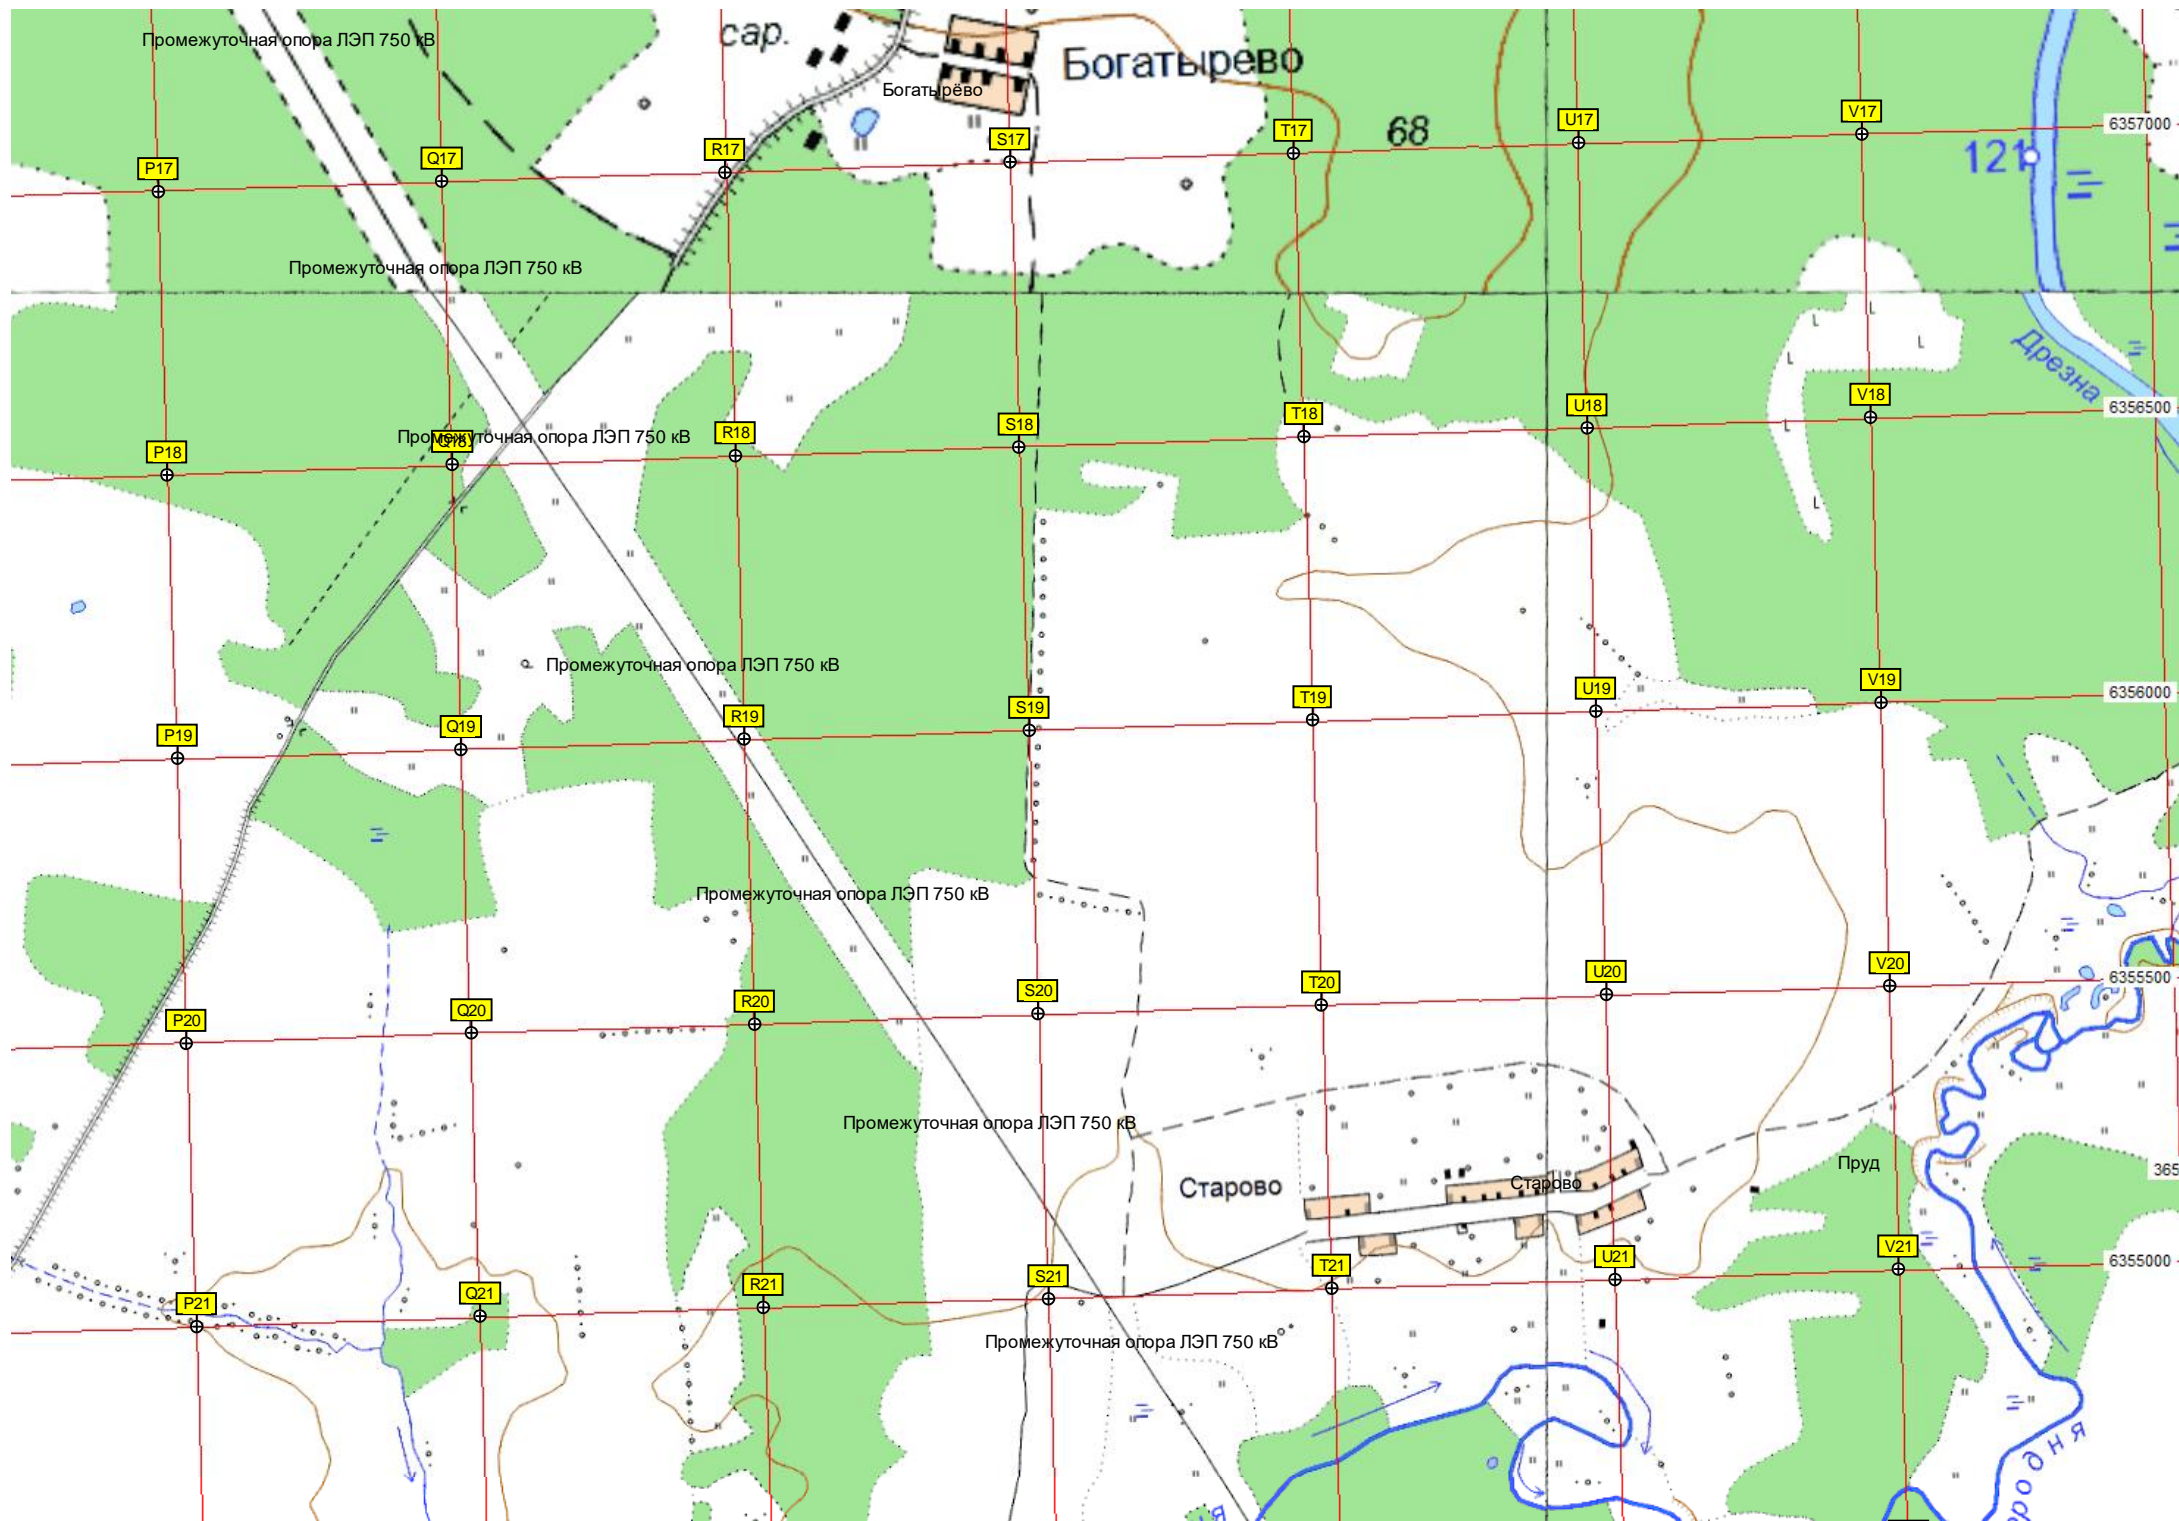 Промежуточная опора ЛЭП 750 кВ
сар.
Богатырево
Богатырёво
68
121
P17
Q17
R17
S17
T17
U17
V17
6357000
Промежуточная опора ЛЭП 750 кВ
Дрезна
P18
Q18
Промежуточная опора ЛЭП 750 кВ
R18
S18
T18
U18
V18
6356500
Промежуточная опора ЛЭП 750 кВ
P19
Q19
R19
S19
T19
U19
V19
6356000
Промежуточная опора ЛЭП 750 кВ
P20
Q20
R20
S20
T20
U20
V20
6355500
Промежуточная опора ЛЭП 750 кВ
Старово
Старово
Пруд
365
P21
Q21
R21
S21
T21
U21
V21
6355000
Промежуточная опора ЛЭП 750 кВ